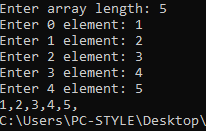 Enter array length: 5
Enter 0 element: 1
Enter 1 element: 2
Enter 2 element: 3
Enter 3 element: 4
Enter 4 element: 5
1,2,3,4,5,
C:\Users\PC-STYLE\Desktop\